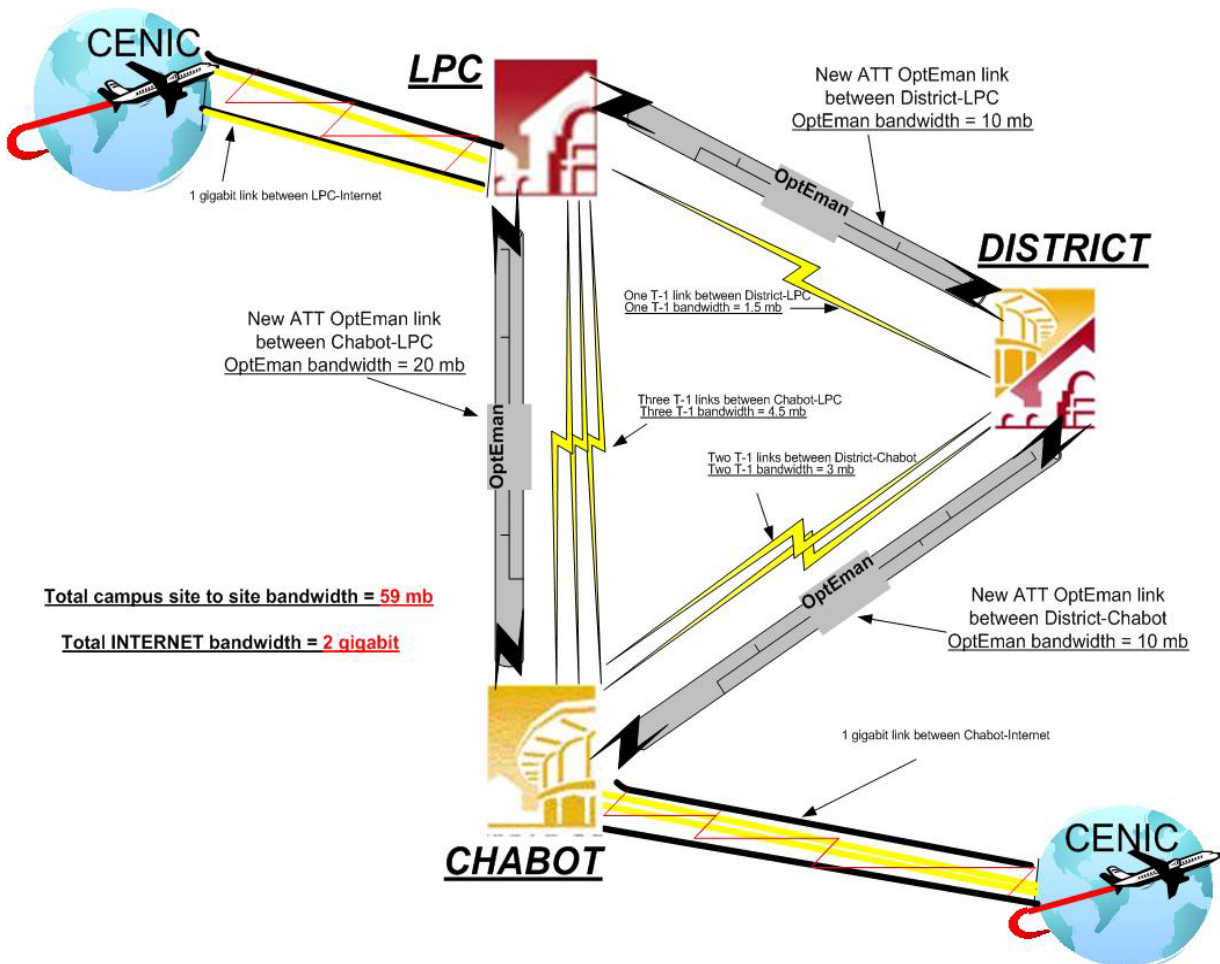 CENIC
LPC
New ATT OptEman link
between District-LPC
OptEman bandwidth = 10 mb
OptEman
1 gigabit link between LPC-Internet
DISTRICT
One T-1 link between District-LPC
One T-1 bandwidth = 1.5 mb
New ATT OptEman link
between Chabot-LPC
OptEman bandwidth = 20 mb
OptEman
Three T-1 links between Chabot-LPC
Three T-1 bandwidth = 4.5 mb
Two T-1 links between District-Chabot
Two T-1 bandwidth = 3 mb
OptEman
Total campus site to site bandwidth = 59 mb
Total INTERNET bandwidth = 2 gigabit
New ATT OptEman link
between District-Chabot
OptEman bandwidth = 10 mb
1 gigabit link between Chabot-Internet
CHABOT
CENIC